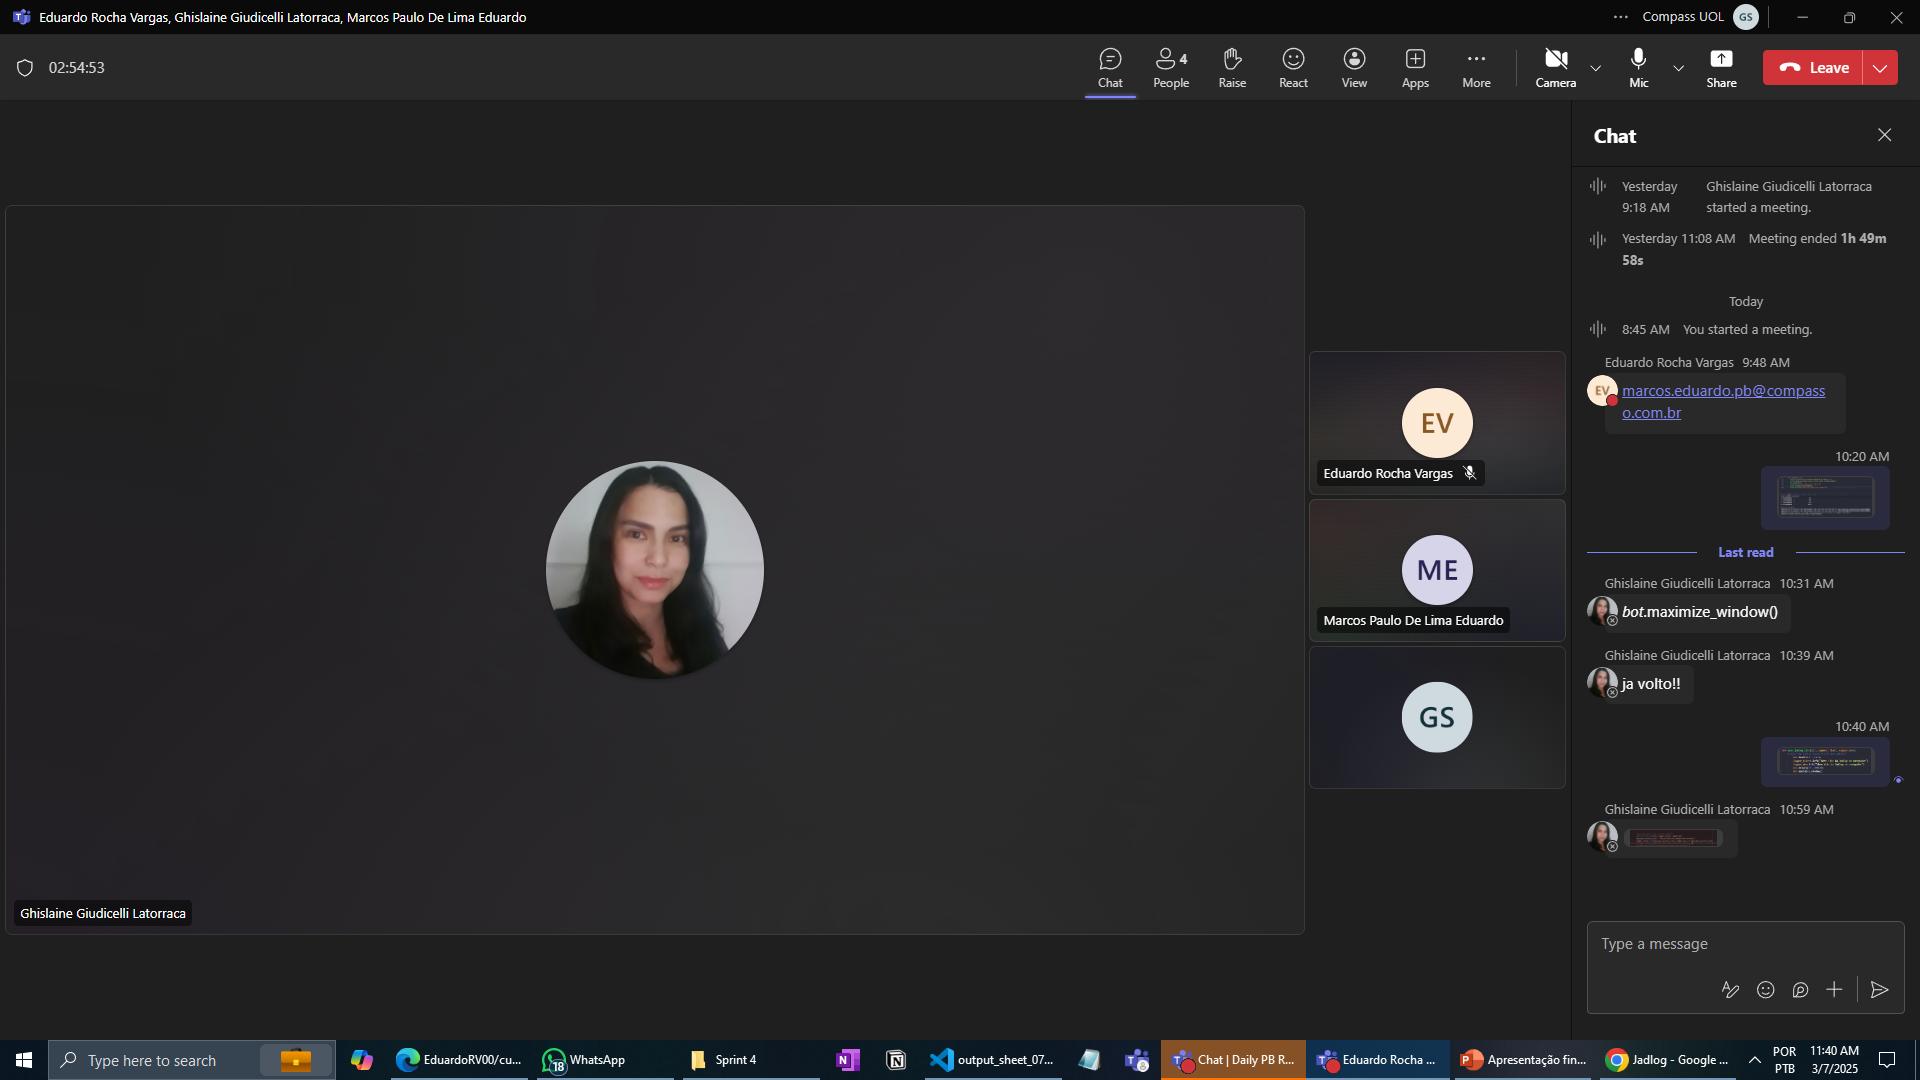 Eduardo Rocha Vargas, Ghislaine Giudicelli Latorraca, Marcos Paulo De Lima Eduardo
Compass UOL
GS
02:54:53
Chat
4
People
Raise
React
View
Apps
More
Camera
Mic
Share
Leave
Chat
Yesterday 9:18 AM
Ghislaine Giudicelli Latorraca started a meeting.
Yesterday 11:08 AM Meeting ended 1h 49m
58s
Today
8:45 AM You started a meeting.
Eduardo Rocha Vargas 9:48 AM
EV
marcos.eduardo.pb@compass
o.com.br
10:20 AM
Last read
Ghislaine Giudicelli Latorraca 10:31 AM
bot.maximize_window()
Ghislaine Giudicelli Latorraca 10:39 AM
ja volto!!
10:40 AM
Ghislaine Giudicelli Latorraca 10:59 AM
Type a message
EV
Eduardo Rocha Vargas
ME
Marcos Paulo De Lima Eduardo
GS
Ghislaine Giudicelli Latorraca
Type here to search
EduardoRV00/cu...
18
WhatsApp
Sprint 4
output_sheet_07...
Chat | Daily PB R...
Eduardo Rocha ...
Apresentação fin...
Jadlog - Google ...
POR
PTB
11:40 AM
3/7/2025